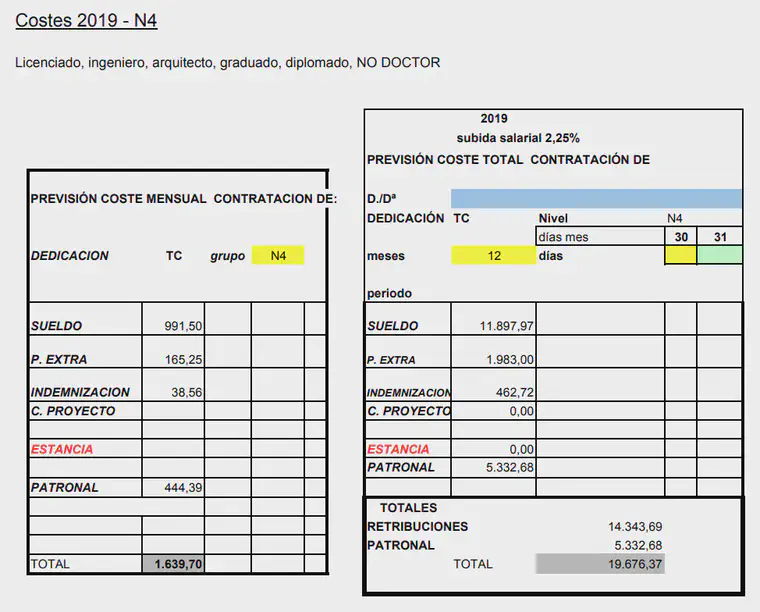 Costes 2019 - N4
Licenciado, ingeniero, arquitecto, graduado, diplomado, NO DOCTOR
PREVISIÓN COSTE MENSUAL CONTRATACION DE:
DEDICACION TC grupo N4
SUELDO 991,50
P. EXTRA 165,25
INDEMNIZACION 38,56
C. PROYECTO
ESTANCIA
PATRONAL 444,39
TOTAL 1.639,70
2019
subida salarial 2,25%
PREVISIÓN COSTE TOTAL CONTRATACIÓN DE
D./Dª
DEDICACIÓN TC Nivel N4
días mes 30 31
meses 12 días
periodo
SUELDO 11.897,97
P. EXTRA 1.983,00
INDEMNIZACION 462,72
C. PROYECTO 0,00
ESTANCIA 0,00
PATRONAL 5.332,68
TOTALES
RETRIBUCIONES 14.343,69
PATRONAL 5.332,68
TOTAL 19.676,37